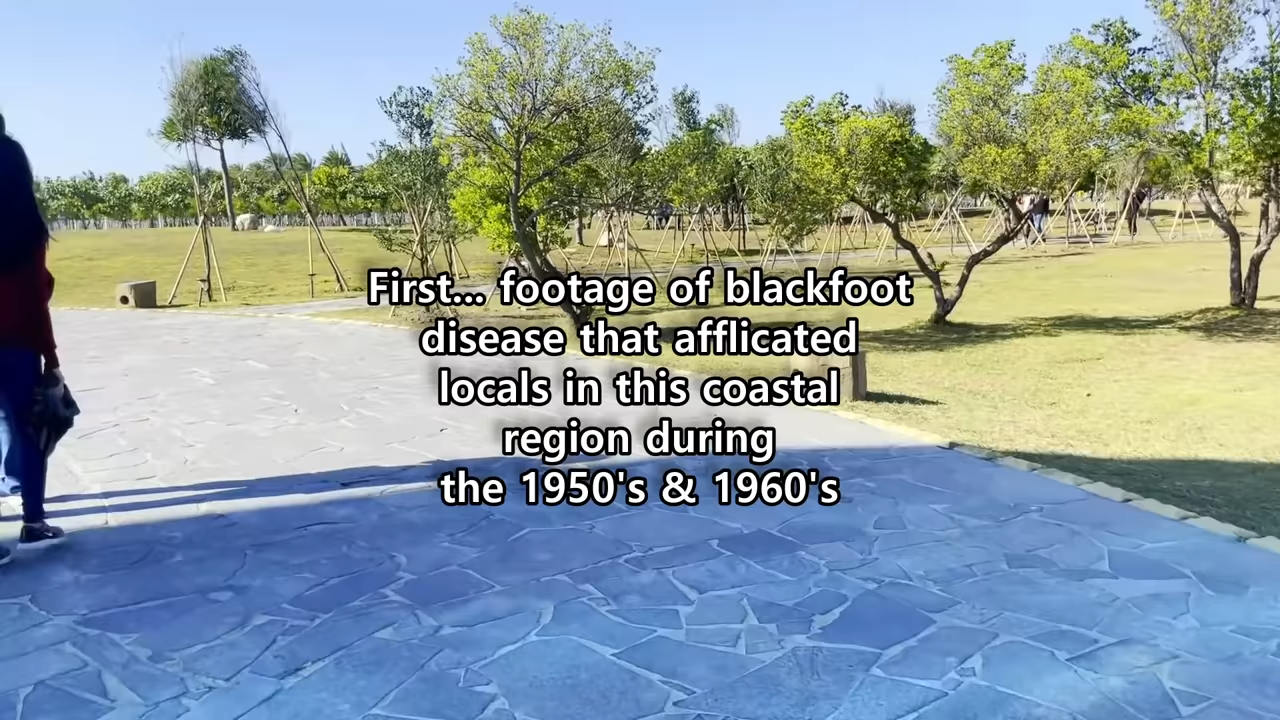 First... footage of blackfoot
disease that afflicated
locals in this coastal
region during
the 1950's & 1960's